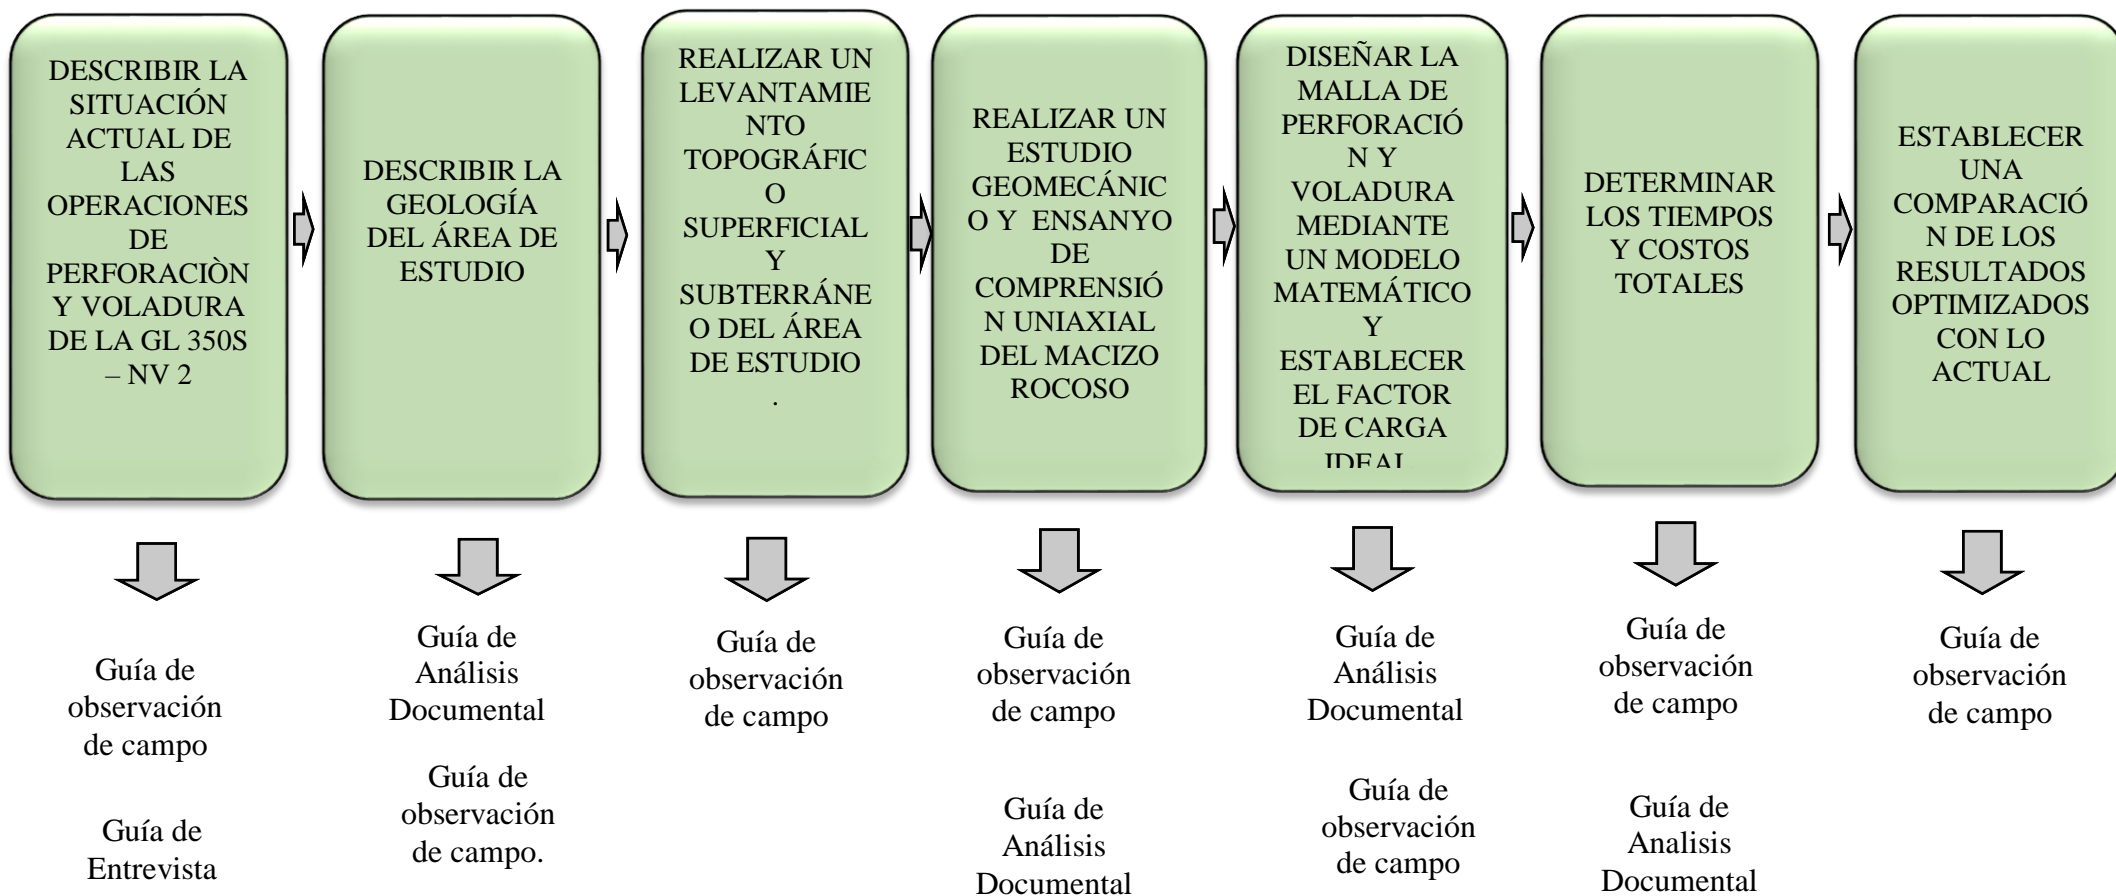 DESCRIBIR LA
SITUACIÓN
ACTUAL DE
LAS
OPERACIONES
DE
PERFORACIÒN
Y VOLADURA
DE LA GL 350S
– NV 2
DESCRIBIR LA
GEOLOGÍA
DEL ÁREA DE
ESTUDIO
REALIZAR UN
LEVANTAMIE
NTO
TOPOGRÁFIC
O
SUPERFICIAL
Y
SUBTERRÁNE
O DEL ÁREA
DE ESTUDIO
.
REALIZAR UN
ESTUDIO
GEOMECÁNIC
O Y ENSANYO
DE
COMPRENSIÓ
N UNIAXIAL
DEL MACIZO
ROCOSO
DISEÑAR LA
MALLA DE
PERFORACIÓ
N Y
VOLADURA
MEDIANTE
UN MODELO
MATEMÁTICO
Y
ESTABLECER
EL FACTOR
DE CARGA
IDEAL
DETERMINAR
LOS TIEMPOS
Y COSTOS
TOTALES
ESTABLECER
UNA
COMPARACIÓ
N DE LOS
RESULTADOS
OPTIMIZADOS
CON LO
ACTUAL
Guía de
observación
de campo
Guía de
Entrevista
Guía de
Análisis
Documental
Guía de
observación
de campo.
Guía de
observación
de campo
Guía de
observación
de campo
Guía de
Análisis
Documental
Guía de
Análisis
Documental
Guía de
observación
de campo
Guía de
observación
de campo
Guía de
Analisis
Documental
Guía de
observación
de campo